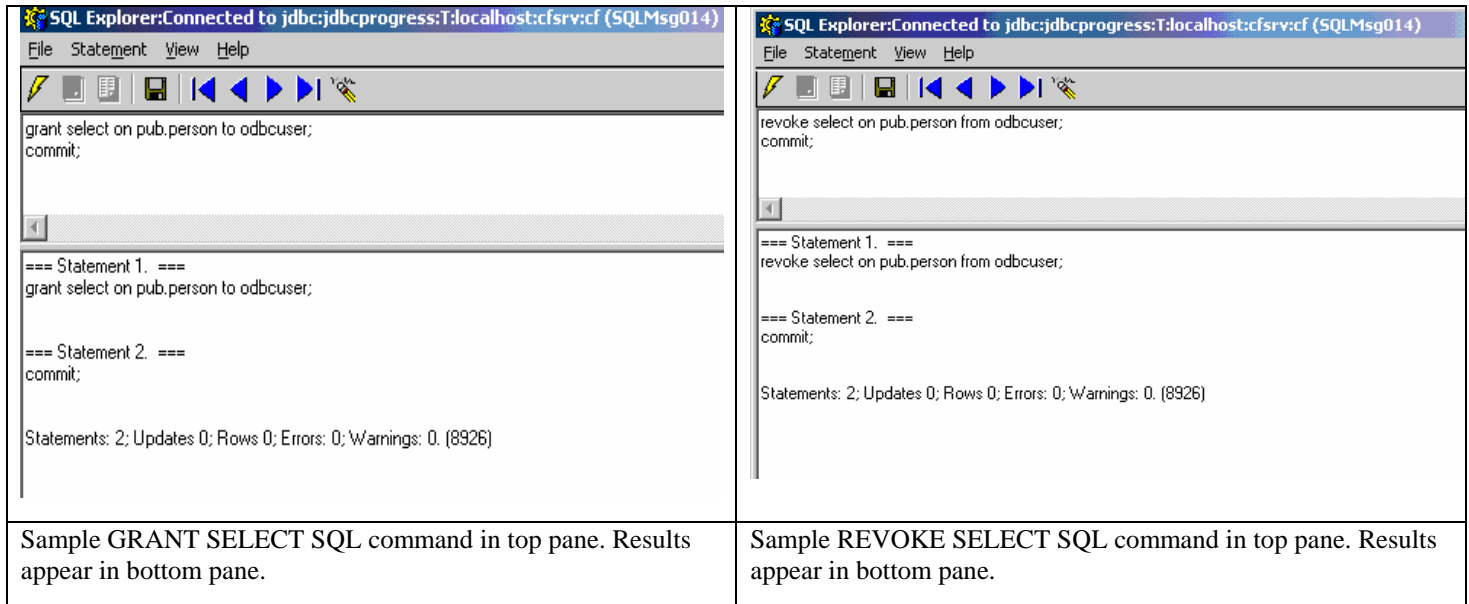 SQL Explorer:Connected to jdbc:jdbcprogress:T:localhost:cfsrv:cf (SQLMsg014)
File Statement View Help
grant select on pub.person to odbcuser;
commit;
=== Statement 1. ===
grant select on pub.person to odbcuser;
=== Statement 2. ===
commit;
Statements: 2; Updates 0; Rows 0; Errors: 0; Warnings: 0. (8926)
Sample GRANT SELECT SQL command in top pane. Results
appear in bottom pane.
SQL Explorer:Connected to jdbc:jdbcprogress:T:localhost:cfsrv:cf (SQLMsg014)
File Statement View Help
revoke select on pub.person from odbcuser;
commit;
=== Statement 1. ===
revoke select on pub.person from odbcuser;
=== Statement 2. ===
commit;
Statements: 2; Updates 0; Rows 0; Errors: 0; Warnings: 0. (8926)
Sample REVOKE SELECT SQL command in top pane. Results
appear in bottom pane.